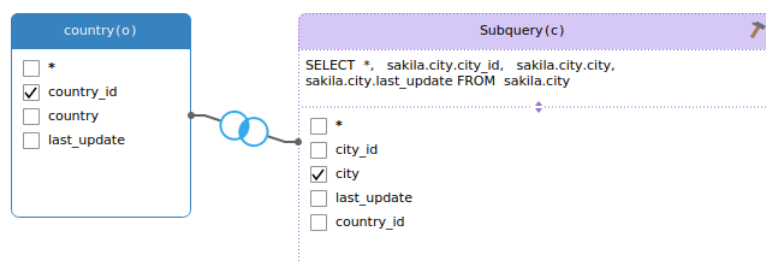 country(o)
*
country_id
country
last_update
Subquery(c)
SELECT *, sakila.city.city_id, sakila.city.city,
sakila.city.last_update FROM sakila.city
*
city_id
city
last_update
country_id